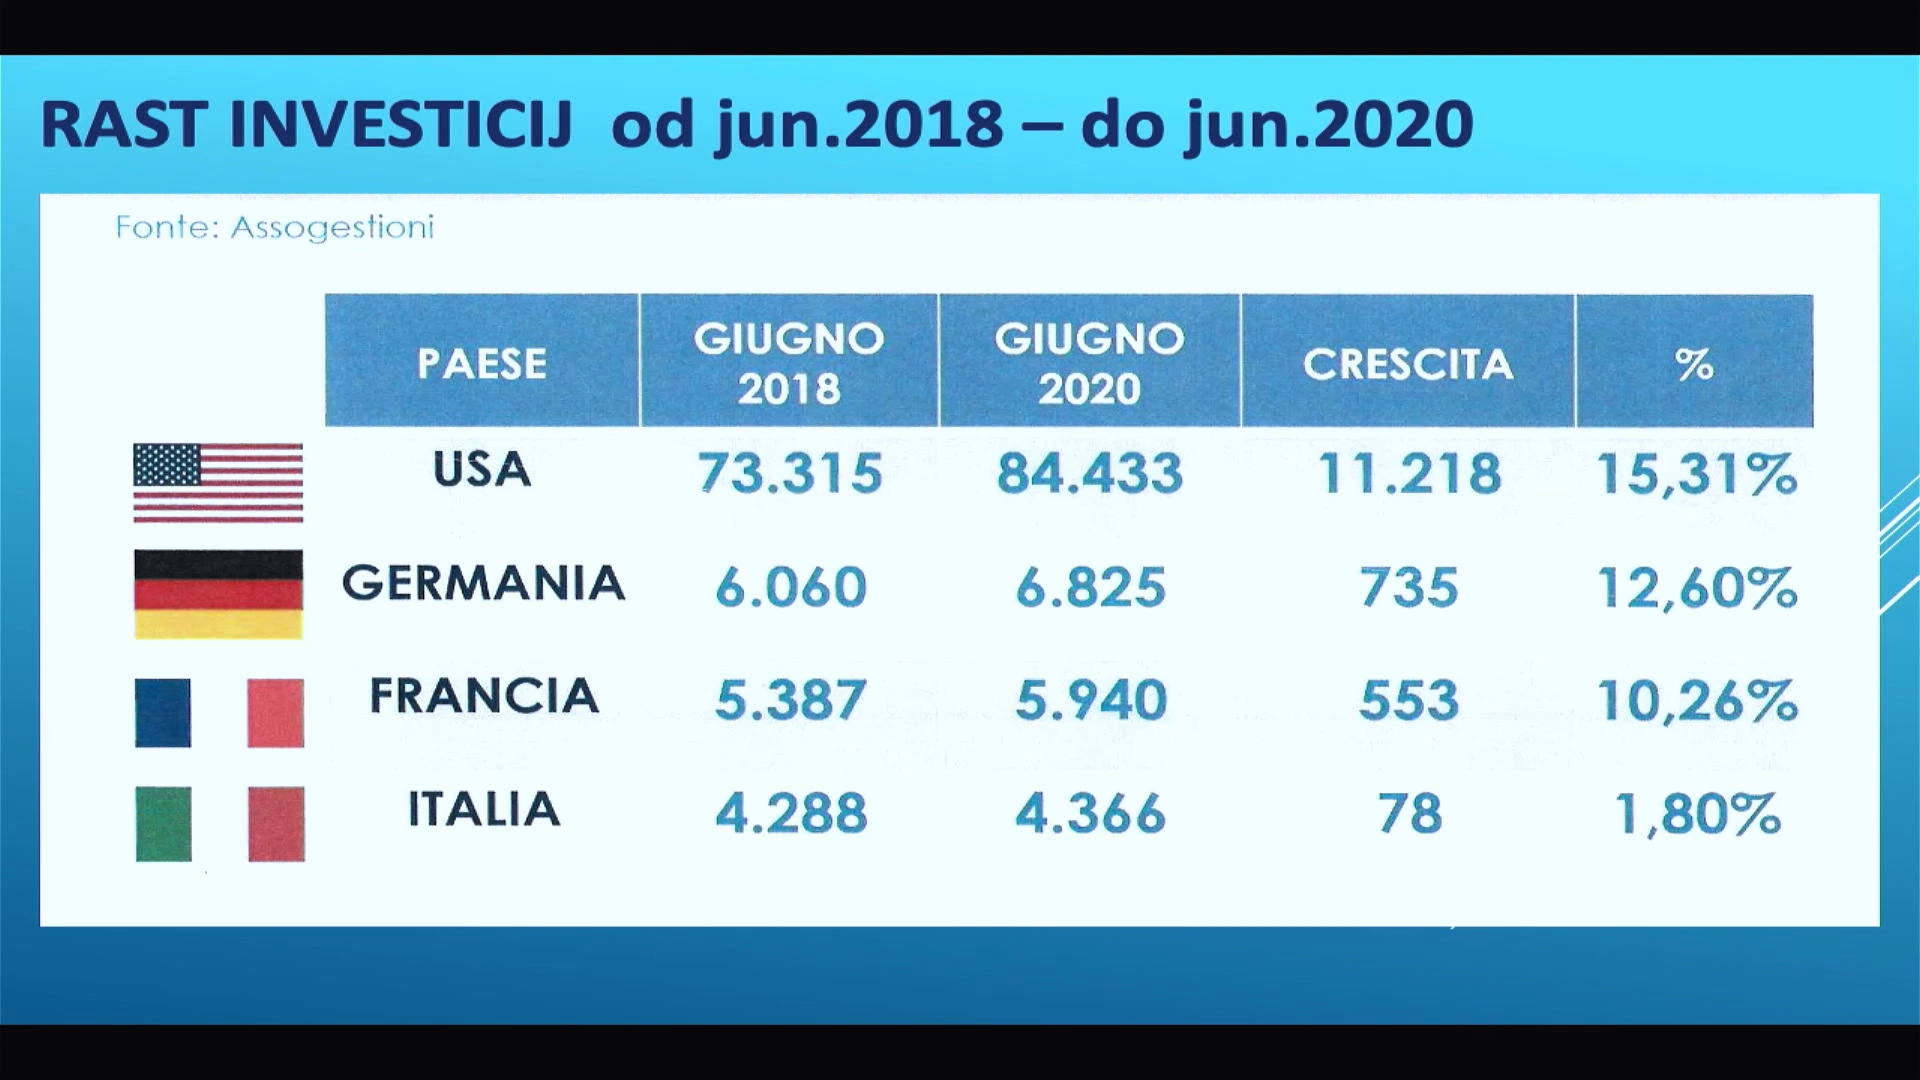 RAST INVESTICIJ od jun.2018 – do jun.2020
Fonte: Assogestioni
PAESE GIUGNO 2018 GIUGNO 2020 CRESCITA %
USA 73.315 84.433 11.218 15,31%
GERMANIA 6.060 6.825 735 12,60%
FRANCIA 5.387 5.940 553 10,26%
ITALIA 4.288 4.366 78 1,80%